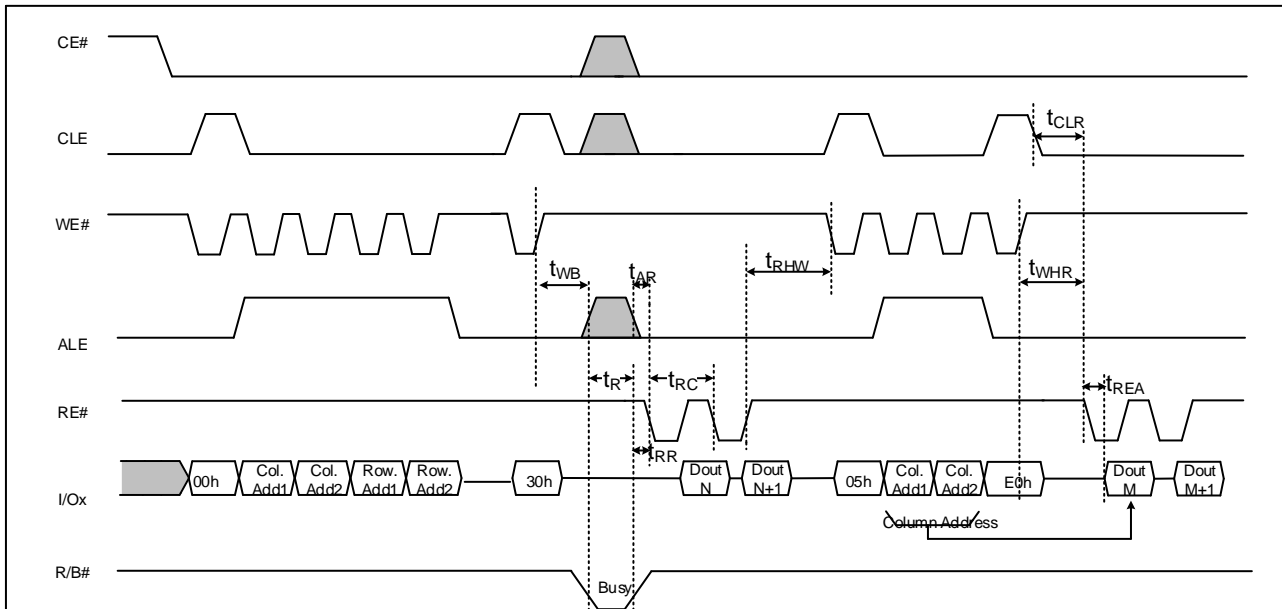 CE#
CLE
tCLR
WE#
tWB
tAR
tRHW
tWHR
ALE
tR
tRC
tREA
RE#
tRR
I/Ox
00h
Col. Add1
Col. Add2
Row. Add1
Row. Add2
30h
Dout N
Dout N+1
05h
Col. Add1
Col. Add2
E0h
Dout M
Dout M+1
Column Address
R/B#
Busy